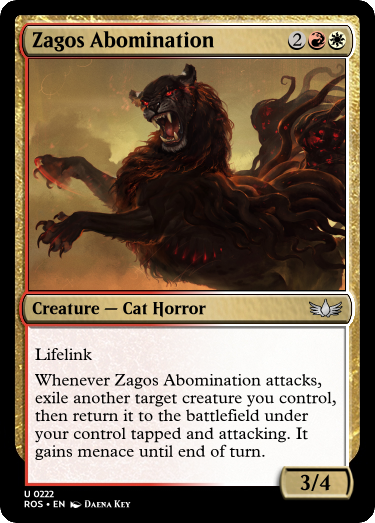 Zagos Abomination 2
Creature — Cat Horror
Lifelink
Whenever Zagos Abomination attacks,
exile another target creature you control,
then return it to the battlefield under
your control tapped and attacking. It
gains menace until end of turn.
3/4
U 0222
ROS • EN Daena Key